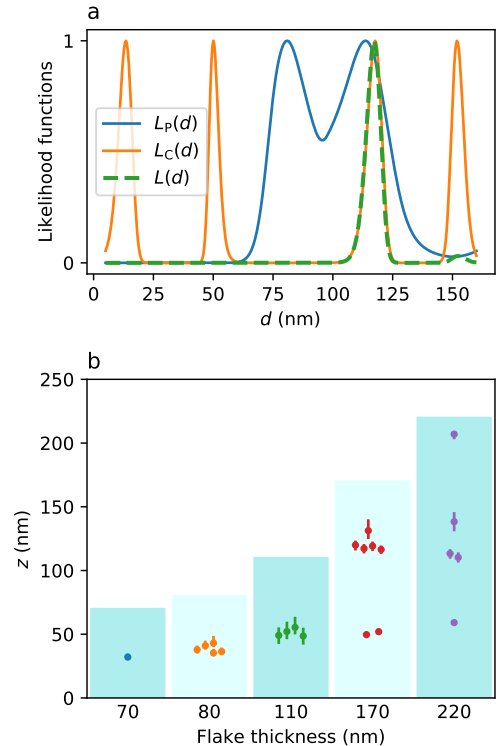 a
1
0
Likelihood functions
L_P(d)
L_C(d)
L(d)
0 25 50 75 100 125 150
d (nm)
b
250
200
150
100
50
0
z (nm)
70 80 110 170 220
Flake thickness (nm)